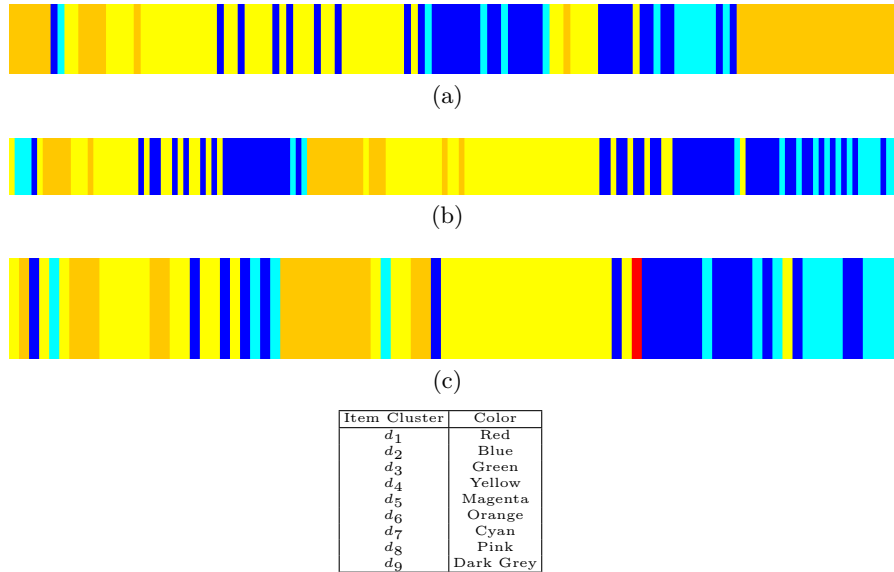 (a)
(b)
(c)
Item Cluster Color
d1 Red
d2 Blue
d3 Green
d4 Yellow
d5 Magenta
d6 Orange
d7 Cyan
d8 Pink
d9 Dark Grey